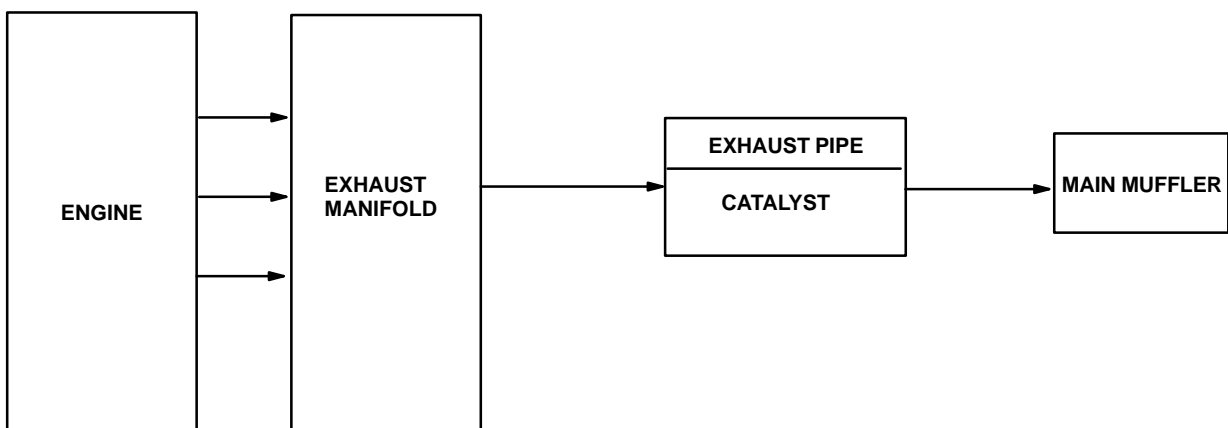 ENGINE
EXHAUST
MANIFOLD
EXHAUST PIPE
CATALYST
MAIN MUFFLER